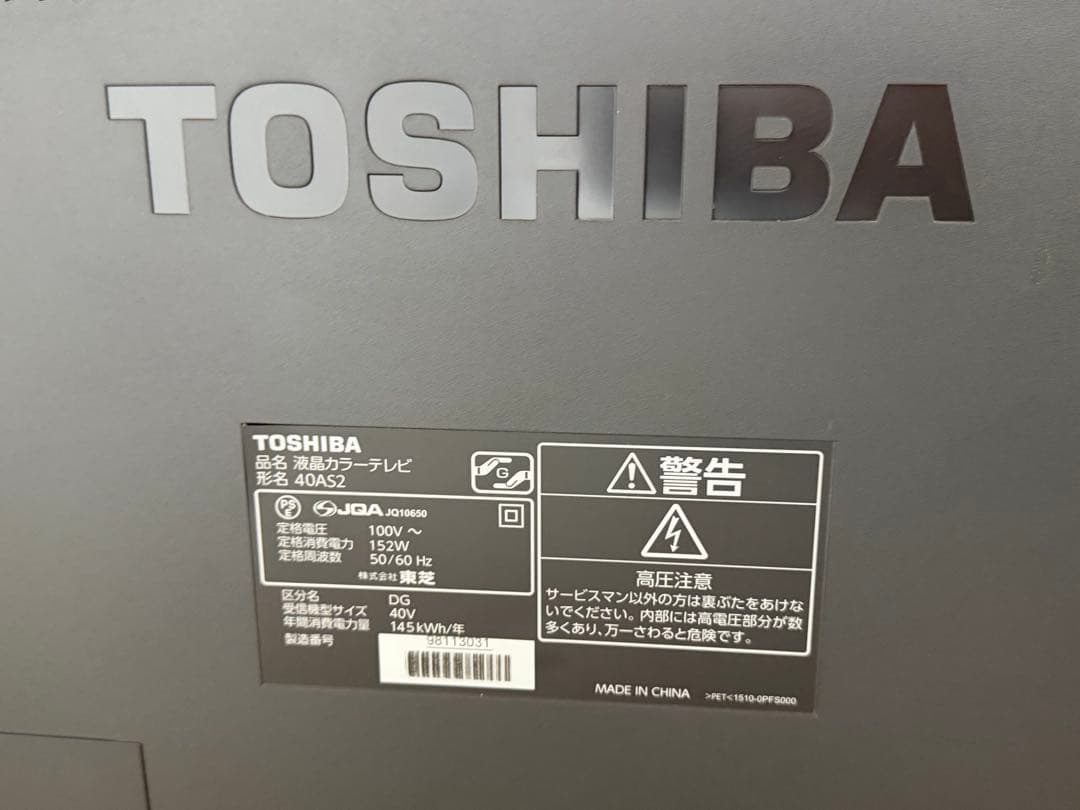 TOSHIBA
TOSHIBA
品名 液晶カラーテレビ
形名 40AS2
G
PS
E
JQA JQ10650
定格電圧 100V ～
定格消費電力 152W
定格周波数 50/60 Hz
株式会社 東芝
区分名 DG
受信機型サイズ 40V
年間消費電力量 145kWh/年
製造番号 98113031
警告
高圧注意
サービスマン以外の方は裏ぶたをあけな
いでください。内部には高電圧部分が数
多くあり、万一さわると危険です。
MADE IN CHINA >PET<1510-0PFS000